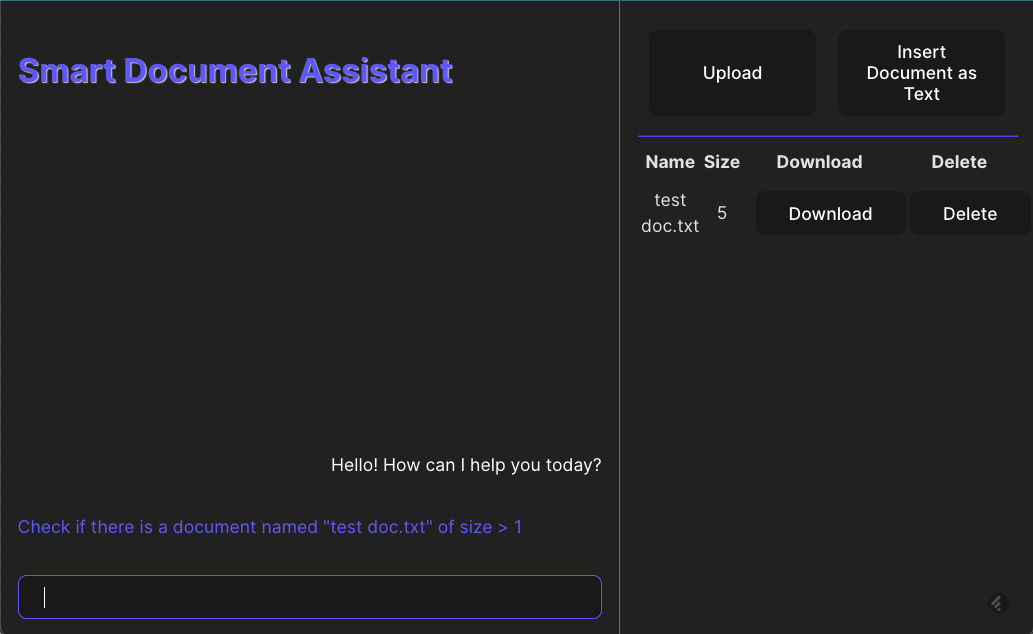 Smart Document Assistant
Hello! How can I help you today?
Check if there is a document named "test doc.txt" of size > 1
Upload
Insert
Document as
Text
Name Size Download Delete
test
doc.txt
5 Download Delete